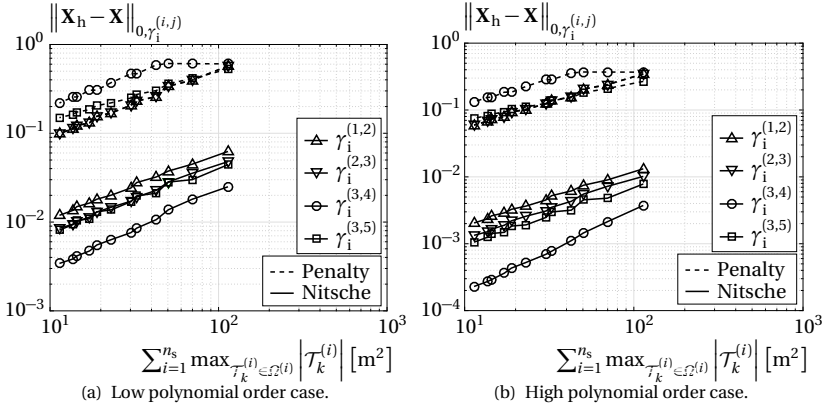 ‖X_h − X‖_{0,γ_i^{(i,j)}}
10^0
10^{−1}
10^{−2}
10^{−3}
10^1
10^2
10^3
γ_i^{(1,2)}
γ_i^{(2,3)}
γ_i^{(3,4)}
γ_i^{(3,5)}
Penalty
Nitsche
∑_{i=1}^{n_s} max_{𝒯_k^{(i)}∈Ω^{(i)}} |𝒯_k^{(i)}| [m²]
(a) Low polynomial order case.
‖X_h − X‖_{0,γ_i^{(i,j)}}
10^0
10^{−1}
10^{−2}
10^{−3}
10^{−4}
10^1
10^2
10^3
γ_i^{(1,2)}
γ_i^{(2,3)}
γ_i^{(3,4)}
γ_i^{(3,5)}
Penalty
Nitsche
∑_{i=1}^{n_s} max_{𝒯_k^{(i)}∈Ω^{(i)}} |𝒯_k^{(i)}| [m²]
(b) High polynomial order case.